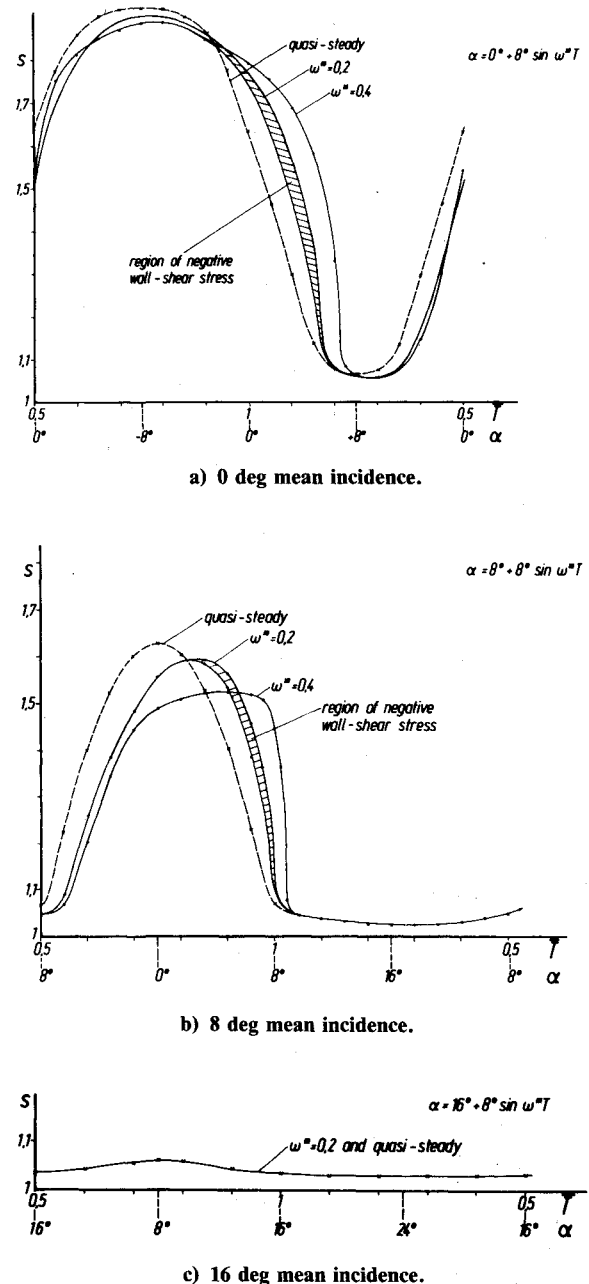 S
quasi-steady
ω*=0,2
ω*=0,4
α=0°+8° sin ω*T
1,7
1,5
region of negative
wall-shear stress
1,1
1
0.5 1 0.5 T
0° -8° 0° +8° 0° α
a) 0 deg mean incidence.
S
α=8°+8° sin ω*T
1,7
quasi-steady
ω*=0,2
ω*=0,4
1,5
region of negative
wall-shear stress
1,1
1
0.5 1 0.5 T
8° 0° 8° 16° 8° α
b) 8 deg mean incidence.
S
α=16°+8° sin ω*T
1,1
ω*=0,2 and quasi-steady
1
0.5 1 0.5 T
16° 8° 16° 24° 16° α
c) 16 deg mean incidence.